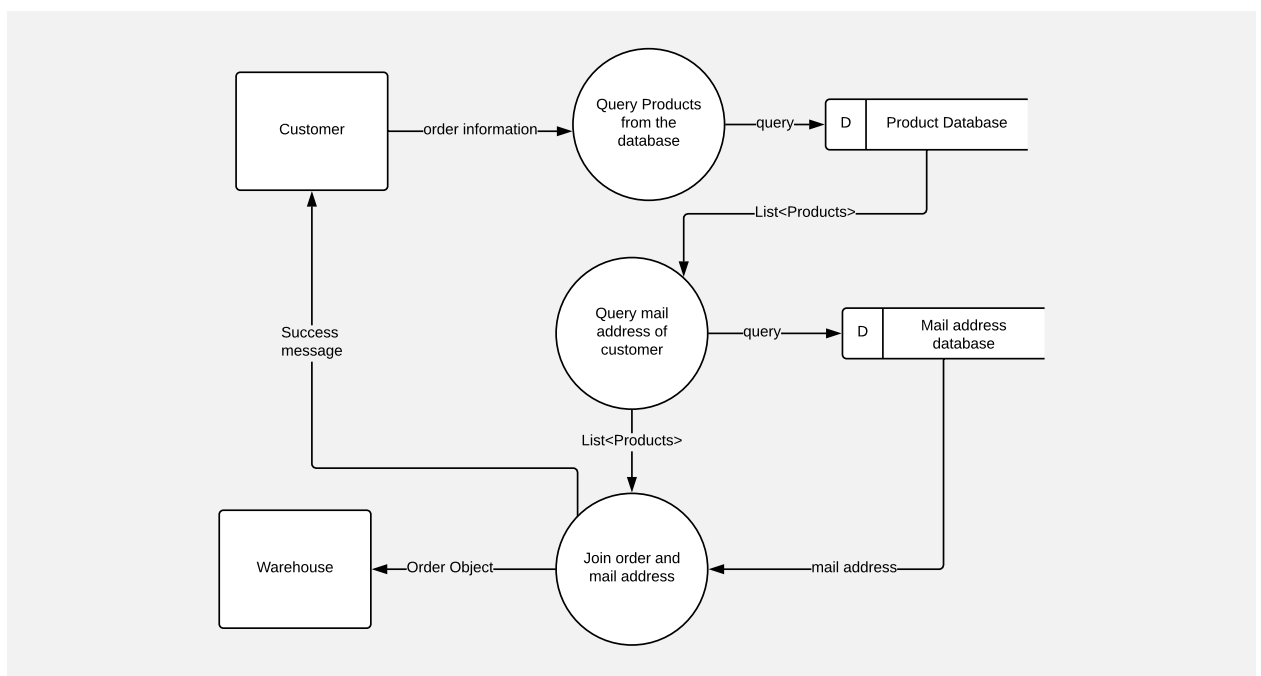 Customer
order information
Query Products
from the
database
query
D
Product Database
List<Products>
Query mail
address of
customer
query
D
Mail address
database
Success
message
List<Products>
Warehouse
Order Object
Join order and
mail address
mail address